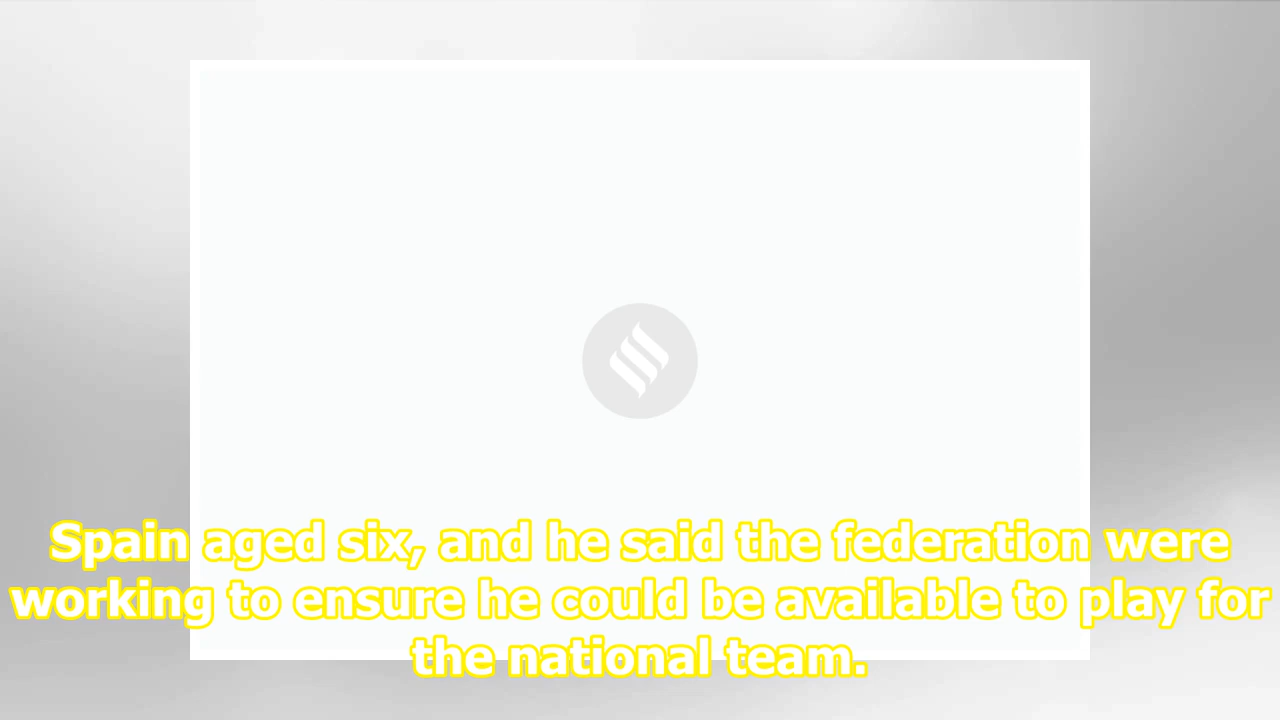 Spain aged six, and he said the federation were
working to ensure he could be available to play for
the national team.